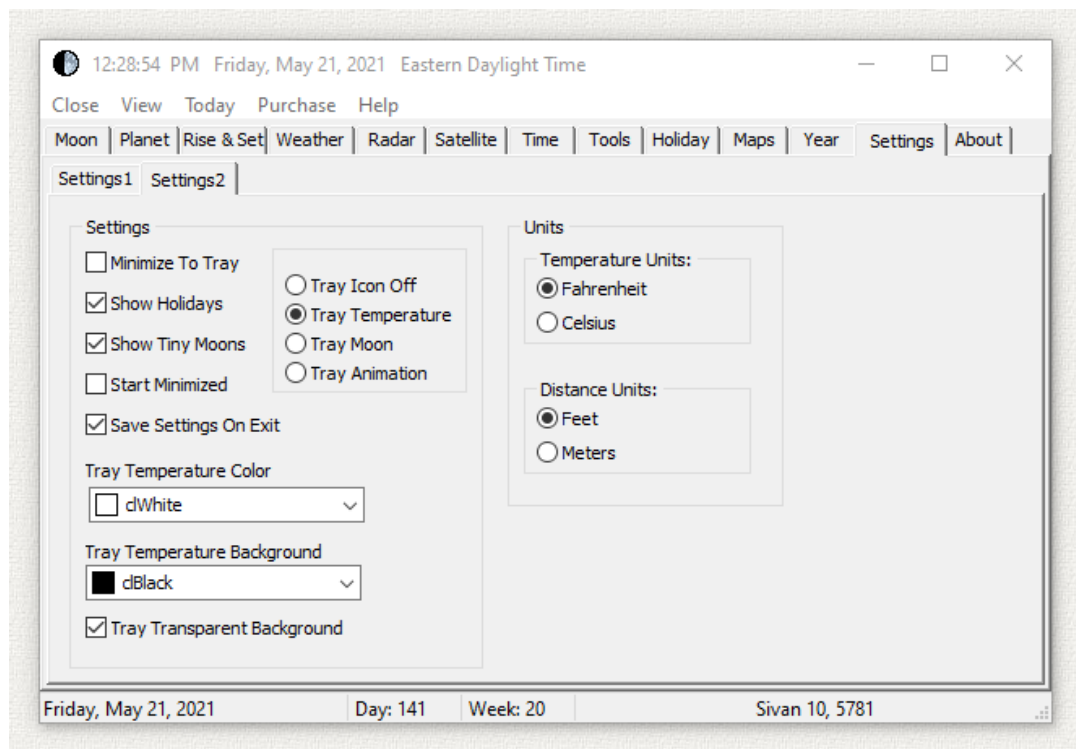 12:28:54 PM Friday, May 21, 2021 Eastern Daylight Time
Close View Today Purchase Help
Moon Planet Rise & Set Weather Radar Satellite Time Tools Holiday Maps Year Settings About
Settings1 Settings2
Settings
Minimize To Tray
Show Holidays
Show Tiny Moons
Start Minimized
Save Settings On Exit
Tray Icon Off
Tray Temperature
Tray Moon
Tray Animation
Tray Temperature Color
clWhite
Tray Temperature Background
clBlack
Tray Transparent Background
Units
Temperature Units:
Fahrenheit
Celsius
Distance Units:
Feet
Meters
Friday, May 21, 2021 Day: 141 Week: 20 Sivan 10, 5781